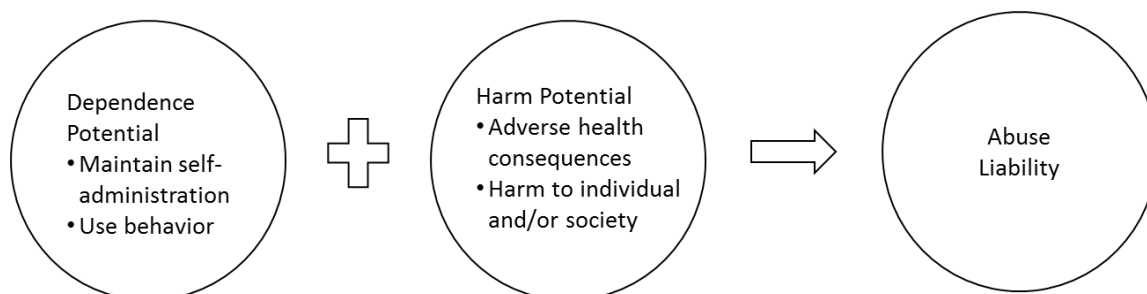 Dependence
Potential
•Maintain self-
administration
•Use behavior
Harm Potential
•Adverse health
consequences
•Harm to individual
and/or society
Abuse
Liability